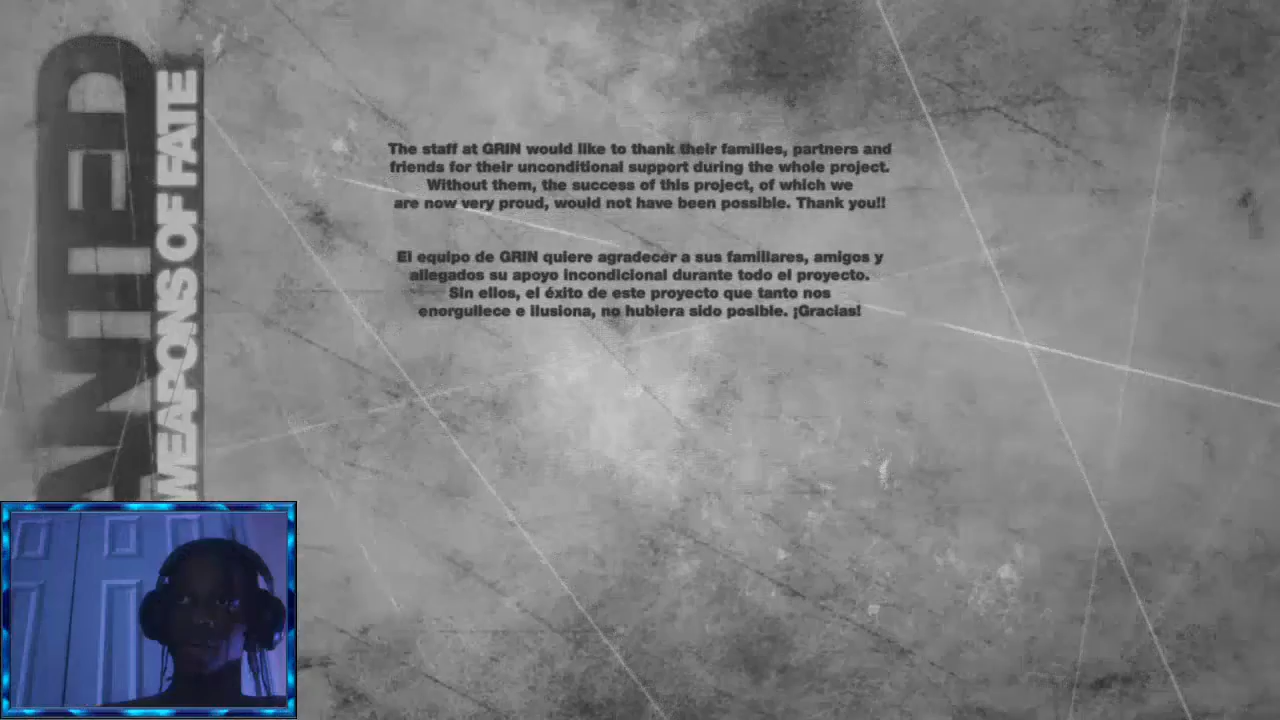 ANTED
WEAPONS OF FATE
The staff at GRIN would like to thank their families, partners and
friends for their unconditional support during the whole project.
Without them, the success of this project, of which we
are now very proud, would not have been possible. Thank you!!
El equipo de GRIN quiere agradecer a sus familiares, amigos y
allegados su apoyo incondicional durante todo el proyecto.
Sin ellos, el éxito de este proyecto que tanto nos
enorgullece e ilusiona, no hubiera sido posible. ¡Gracias!